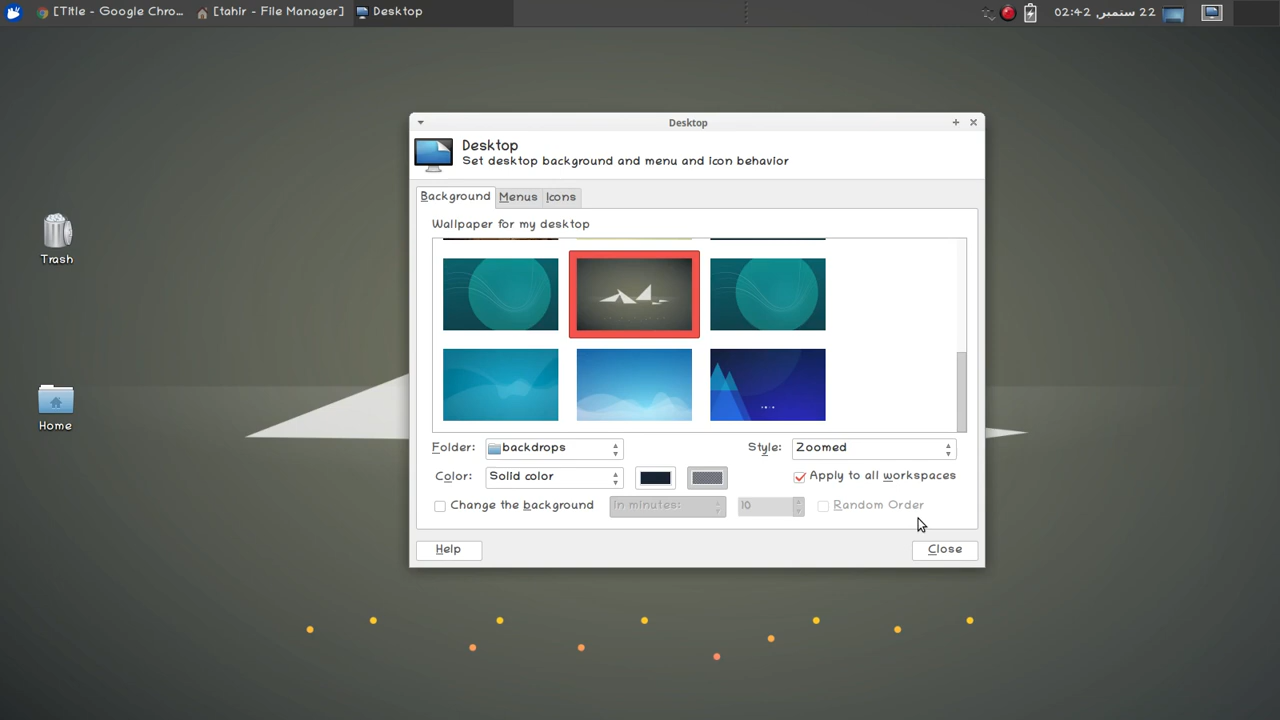 [Title - Google Chro...
[tahir - File Manager]
Desktop
22 ستمبر, 02:42
Desktop
Desktop
Set desktop background and menu and icon behavior
Background
Menus
Icons
Wallpaper for my desktop
Trash
Home
Folder:
backdrops
Style:
Zoomed
Color:
Solid color
Apply to all workspaces
Change the background
In minutes:
10
Random Order
Help
Close